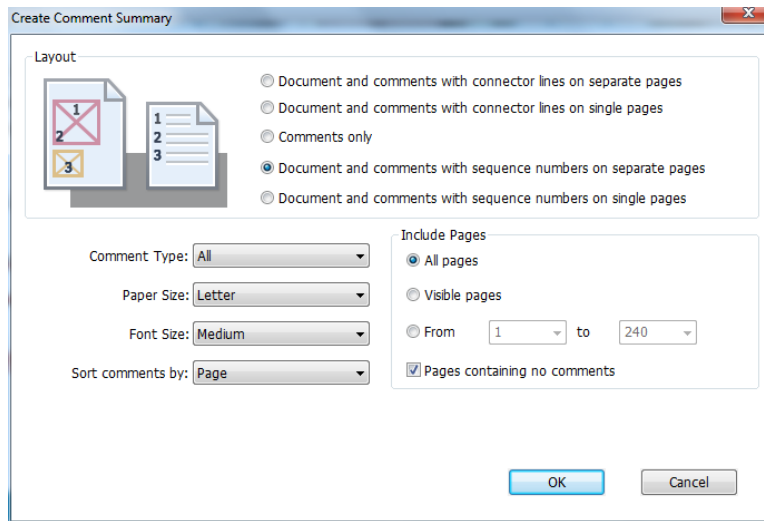 Create Comment Summary
Layout
1
2
3
1
2
3
Document and comments with connector lines on separate pages
Document and comments with connector lines on single pages
Comments only
Document and comments with sequence numbers on separate pages
Document and comments with sequence numbers on single pages
Comment Type: All
Paper Size: Letter
Font Size: Medium
Sort comments by: Page
Include Pages
All pages
Visible pages
From 1 to 240
Pages containing no comments
OK Cancel